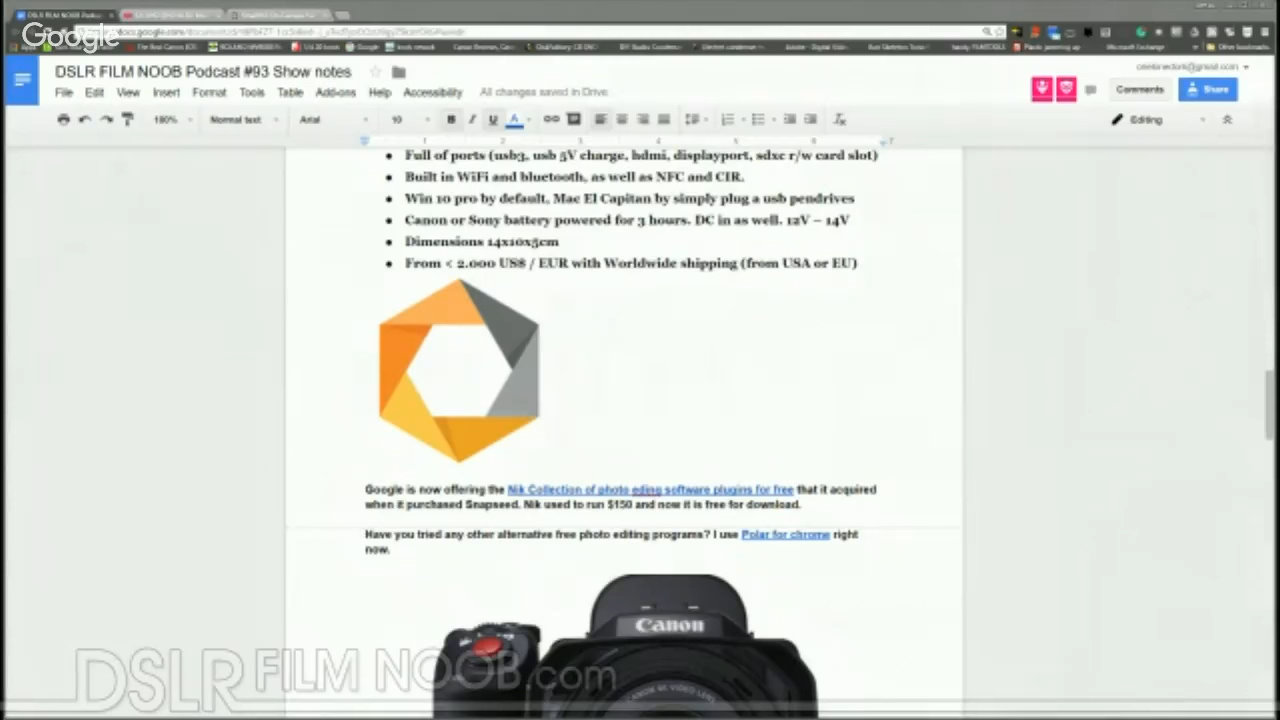 Google
DSLR FILM NOOB Podcast #93 Show notes
File Edit View Insert Format Tools Table Add-ons Help Accessibility All changes saved in Drive
Comments
Share
100% Normal text Arial 10
Editing
Full of ports (usb3, usb 5V charge, hdmi, displayport, sdxc r/w card slot)
Built in WiFi and bluetooth, as well as NFC and CIR.
Win 10 pro by default, Mac El Capitan by simply plug a usb pendrives
Canon or Sony battery powered for 3 hours. DC in as well. 12V – 14V
Dimensions 14x10x5cm
From < 2.000 US$ / EUR with Worldwide shipping (from USA or EU)
Google is now offering the Nik Collection of photo eding software plugins for free that it acquired
when it purchased Snapseed. Nik used to run $150 and now it is free for download.
Have you tried any other alternative free photo editing programs? I use Polar for chrome right
now.
Canon
CANON 4K VIDEO LENS
DSLR FILM NOOB.com